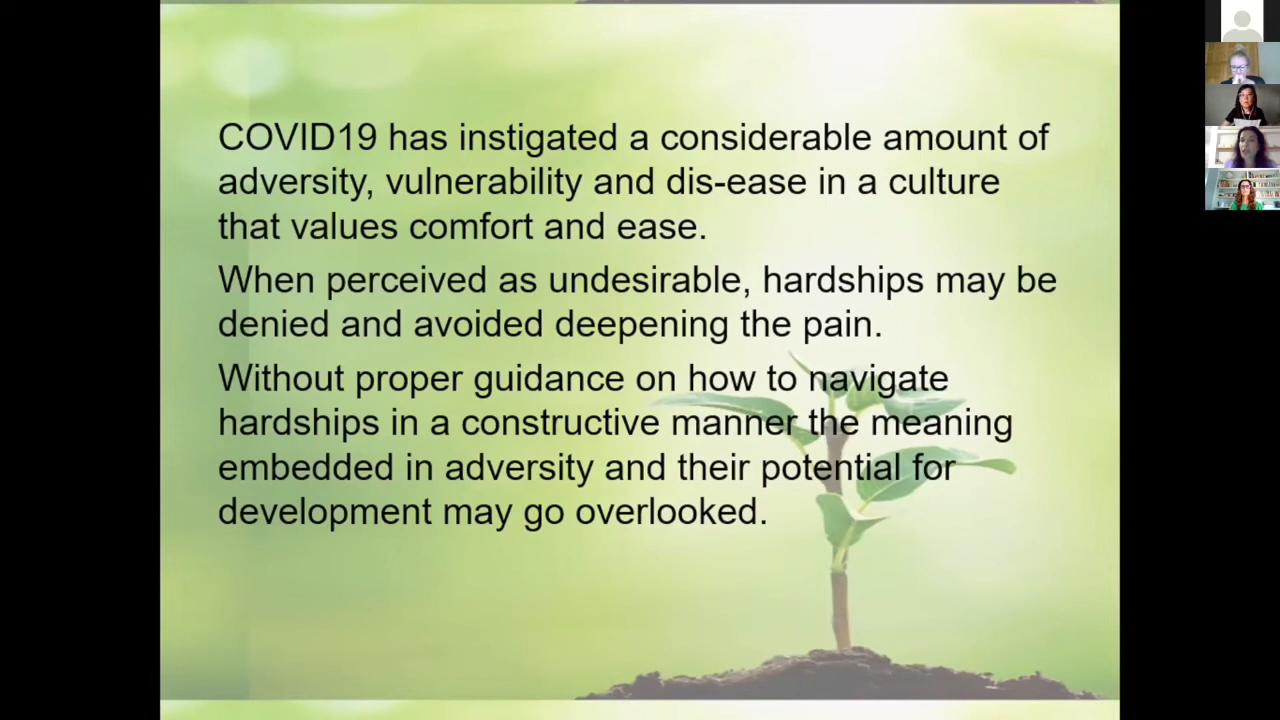 COVID19 has instigated a considerable amount of
adversity, vulnerability and dis-ease in a culture
that values comfort and ease.
When perceived as undesirable, hardships may be
denied and avoided deepening the pain.
Without proper guidance on how to navigate
hardships in a constructive manner the meaning
embedded in adversity and their potential for
development may go overlooked.